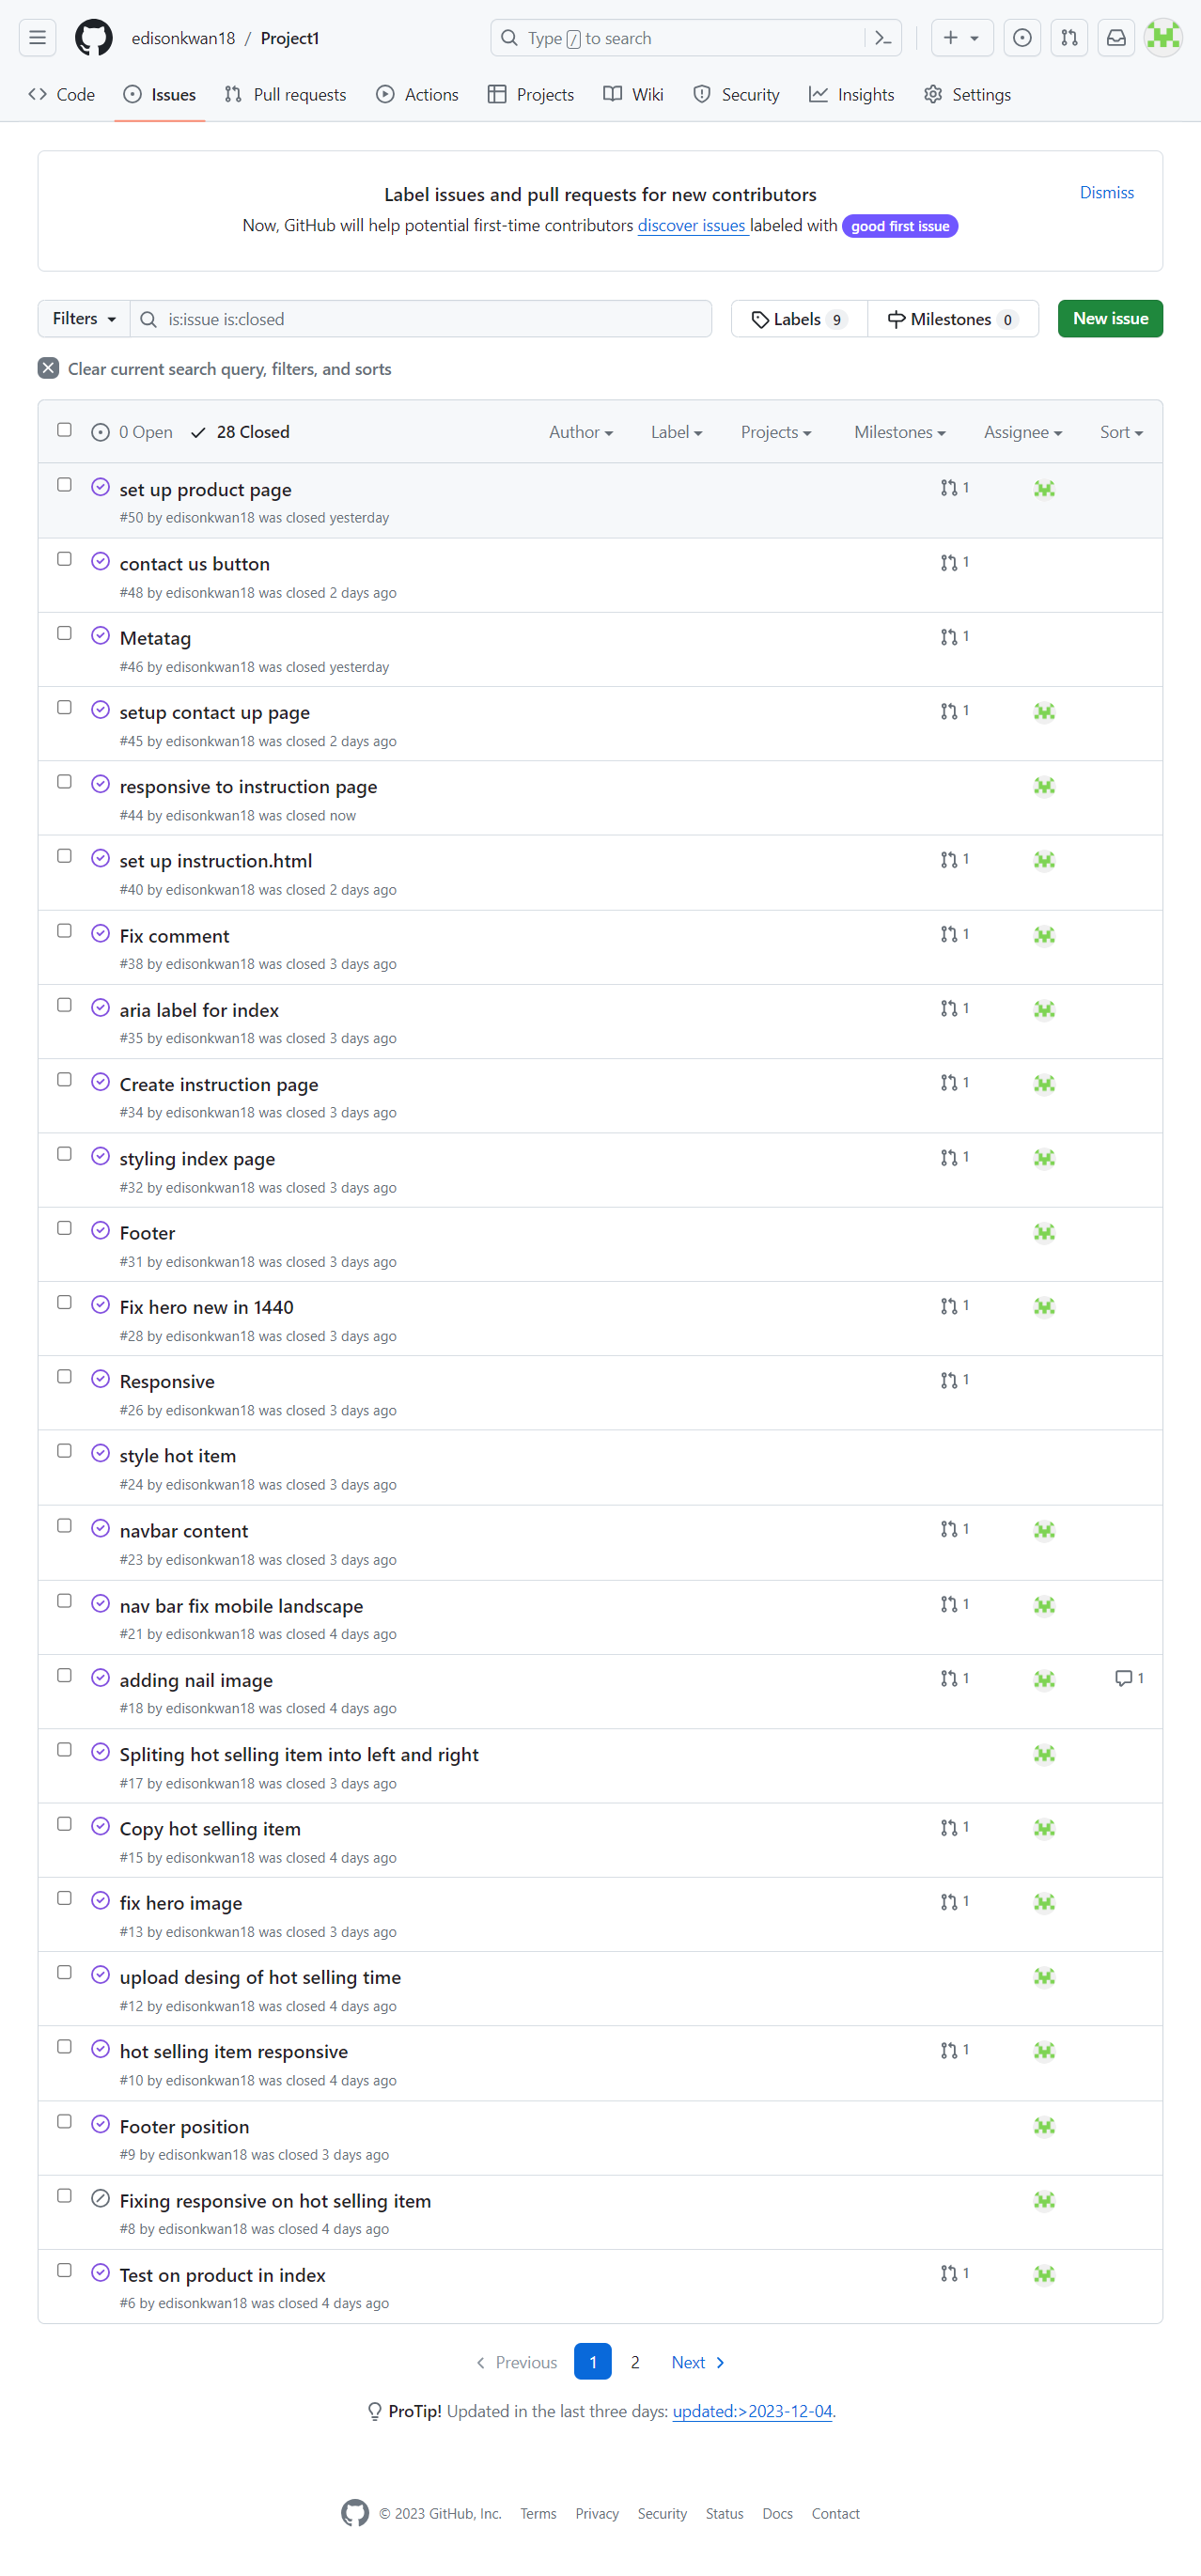 edisonkwan18 / Project1
Type / to search
Code Issues Pull requests Actions Projects Wiki Security Insights Settings
Label issues and pull requests for new contributors
Dismiss
Now, GitHub will help potential first-time contributors discover issues labeled with good first issue
Filters is:issue is:closed Labels 9 Milestones 0 New issue
Clear current search query, filters, and sorts
0 Open 28 Closed Author Label Projects Milestones Assignee Sort
set up product page 1
#50 by edisonkwan18 was closed yesterday
contact us button 1
#48 by edisonkwan18 was closed 2 days ago
Metatag 1
#46 by edisonkwan18 was closed yesterday
setup contact up page 1
#45 by edisonkwan18 was closed 2 days ago
responsive to instruction page
#44 by edisonkwan18 was closed now
set up instruction.html 1
#40 by edisonkwan18 was closed 2 days ago
Fix comment 1
#38 by edisonkwan18 was closed 3 days ago
aria label for index 1
#35 by edisonkwan18 was closed 3 days ago
Create instruction page 1
#34 by edisonkwan18 was closed 3 days ago
styling index page 1
#32 by edisonkwan18 was closed 3 days ago
Footer
#31 by edisonkwan18 was closed 3 days ago
Fix hero new in 1440 1
#28 by edisonkwan18 was closed 3 days ago
Responsive 1
#26 by edisonkwan18 was closed 3 days ago
style hot item
#24 by edisonkwan18 was closed 3 days ago
navbar content 1
#23 by edisonkwan18 was closed 3 days ago
nav bar fix mobile landscape 1
#21 by edisonkwan18 was closed 4 days ago
adding nail image 1 1
#18 by edisonkwan18 was closed 4 days ago
Spliting hot selling item into left and right
#17 by edisonkwan18 was closed 3 days ago
Copy hot selling item 1
#15 by edisonkwan18 was closed 4 days ago
fix hero image 1
#13 by edisonkwan18 was closed 3 days ago
upload desing of hot selling time
#12 by edisonkwan18 was closed 4 days ago
hot selling item responsive 1
#10 by edisonkwan18 was closed 4 days ago
Footer position
#9 by edisonkwan18 was closed 3 days ago
Fixing responsive on hot selling item
#8 by edisonkwan18 was closed 4 days ago
Test on product in index 1
#6 by edisonkwan18 was closed 4 days ago
Previous 1 2 Next
ProTip! Updated in the last three days: updated:>2023-12-04.
© 2023 GitHub, Inc. Terms Privacy Security Status Docs Contact